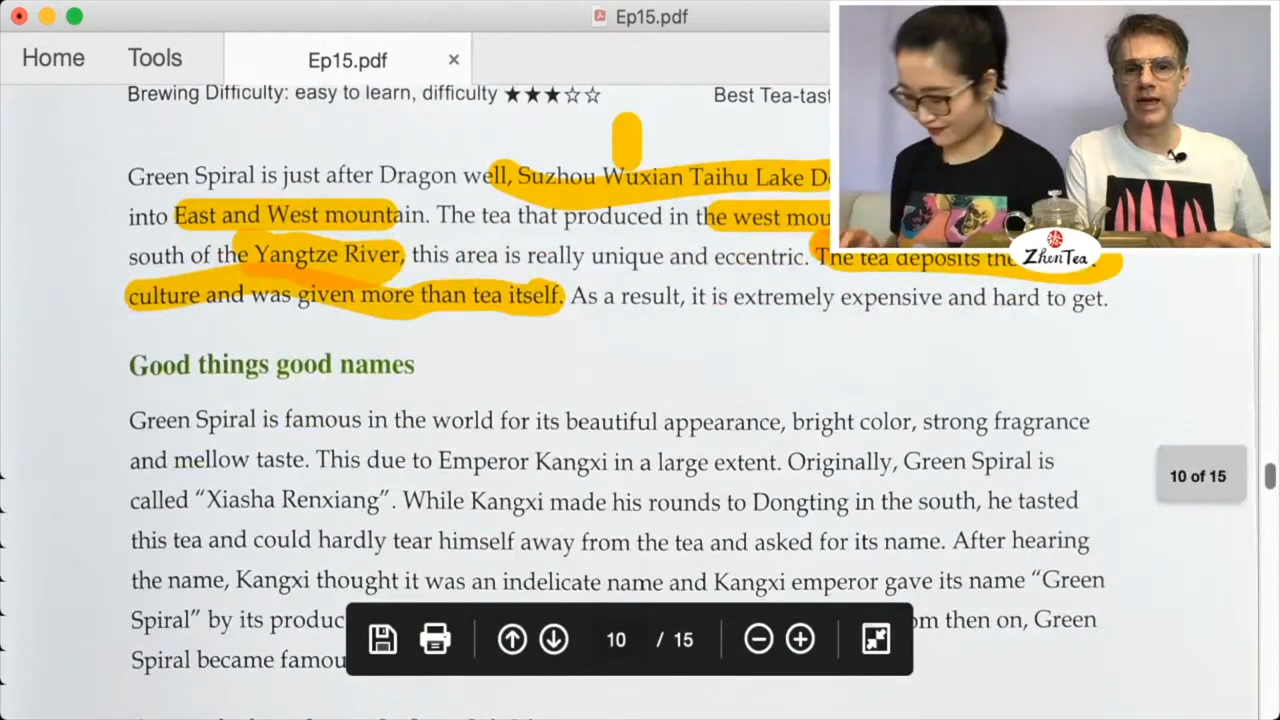 Ep15.pdf
Home Tools Ep15.pdf ×
Brewing Difficulty: easy to learn, difficulty ★★★☆☆ Best Tea-tast
Green Spiral is just after Dragon well, Suzhou Wuxian Taihu Lake
into East and West mountain. The tea that produced in the west
south of the Yangtze River, this area is really unique and eccentric. The tea deposits
culture and was given more than tea itself. As a result, it is extremely expensive and hard to get.
ZhenTea
Good things good names
Green Spiral is famous in the world for its beautiful appearance, bright color, strong fragrance
and mellow taste. This due to Emperor Kangxi in a large extent. Originally, Green Spiral is
called “Xiasha Renxiang”. While Kangxi made his rounds to Dongting in the south, he tasted
this tea and could hardly tear himself away from the tea and asked for its name. After hearing
the name, Kangxi thought it was an indelicate name and Kangxi emperor gave its name “Green
Spiral” by its produc om then on, Green
Spiral became famou
10 of 15
10 / 15